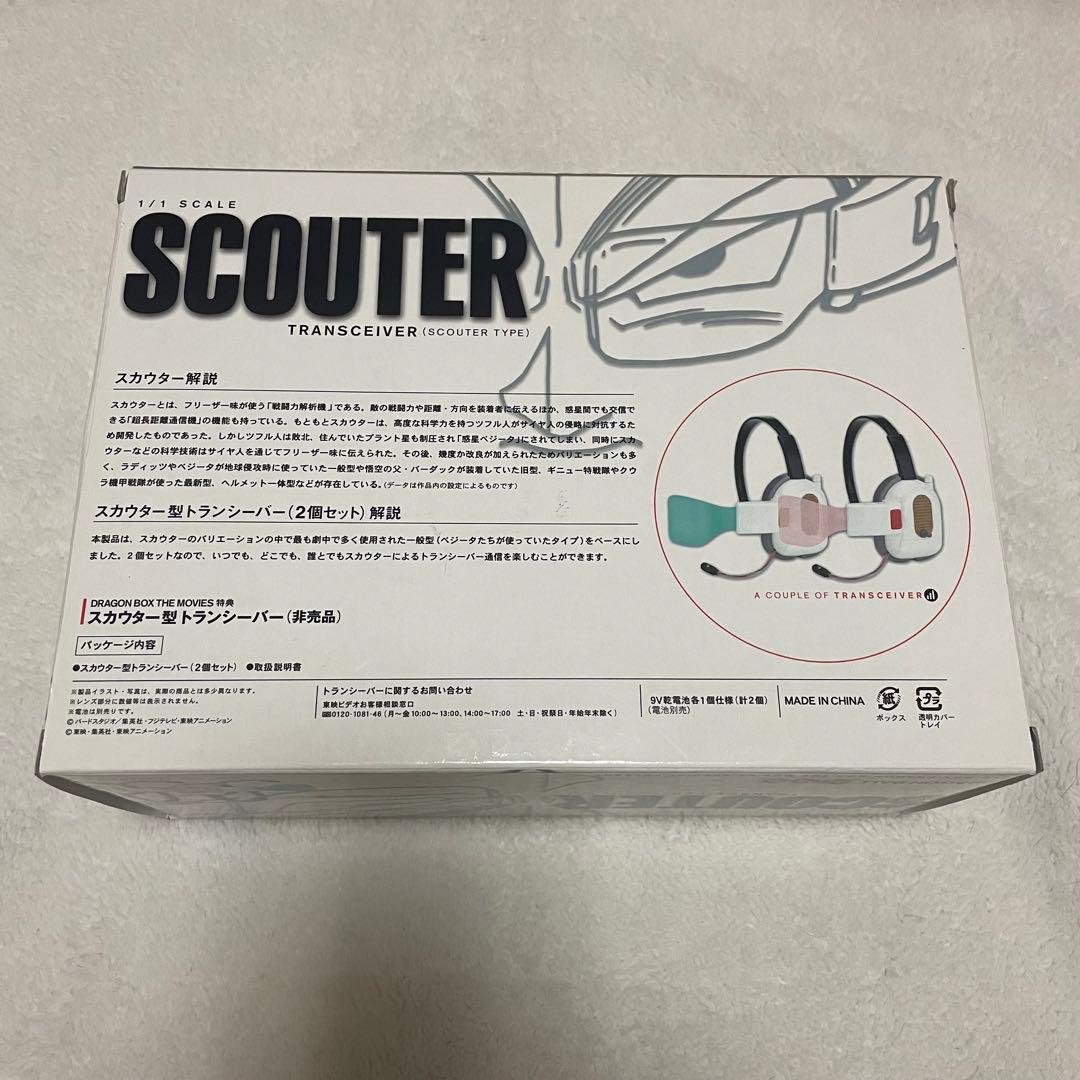 1/1 SCALE
SCOUTER
TRANSCEIVER (SCOUTER TYPE)
スカウター解説
スカウターとは、フリーザー味が使う「戦闘力解析機」である。敵の戦闘力や距離・方向を装着者に伝えるほか、惑星間でも交信で
きる「超長距離通信機」の機能も持っている。もともとスカウターは、高度な科学力を持つツフル人がサイヤ人の侵略に対抗するた
め開発したものであった。しかしツフル人は敗北、住んでいたプラント星も制圧され「惑星ベジータ」にされてしまい、同時にスカ
ウターなどの科学技術はサイヤ人を通じてフリーザー味に伝えられた。その後、幾度か改良が加えられたためバリエーションも多
く、ラディッツやベジータが地球侵攻時に使っていた一般型や悟空の父・バーダックが装着していた旧型、ギニュー特戦隊やクウ
ラ機甲戦隊が使った最新型、ヘルメット一体型などが存在している。(データは作品内の設定によるものです)
スカウター型トランシーバー(2個セット)解説
本製品は、スカウターのバリエーションの中で最も劇中で多く使用された一般型(ベジータたちが使っていたタイプ)をベースにし
ました。2個セットなので、いつでも、どこでも、誰とでもスカウターによるトランシーバー通信を楽しむことができます。
A COUPLE OF TRANSCEIVER
DRAGON BOX THE MOVIES 特典
スカウター型トランシーバー(非売品)
パッケージ内容
●スカウター型トランシーバー(2個セット) ●取扱説明書
※製品イラスト・写真は、実際の商品とは多少異なります。
※レンズ部分に数値等は表示されません。
※電池は別売りです。
©バードスタジオ/集英社・フジテレビ・東映アニメーション
©東映・集英社・東映アニメーション
トランシーバーに関するお問い合わせ
東映ビデオお客様相談窓口
0120-1081-46 (月〜金 10:00〜13:00、14:00〜17:00 土・日・祝祭日・年始年末除く)
9V乾電池各1個仕様(計2個)
(電池別売)
MADE IN CHINA
紙
ボックス
プラ
透明カバー
トレイ
SCOUTER